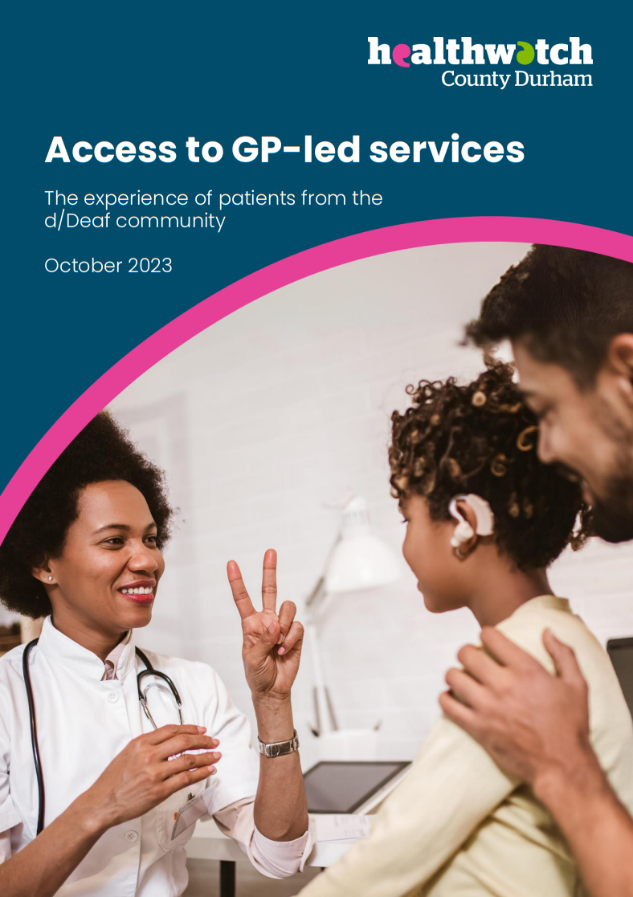 healthwatch
County Durham
Access to GP-led services
The experience of patients from the
d/Deaf community
October 2023